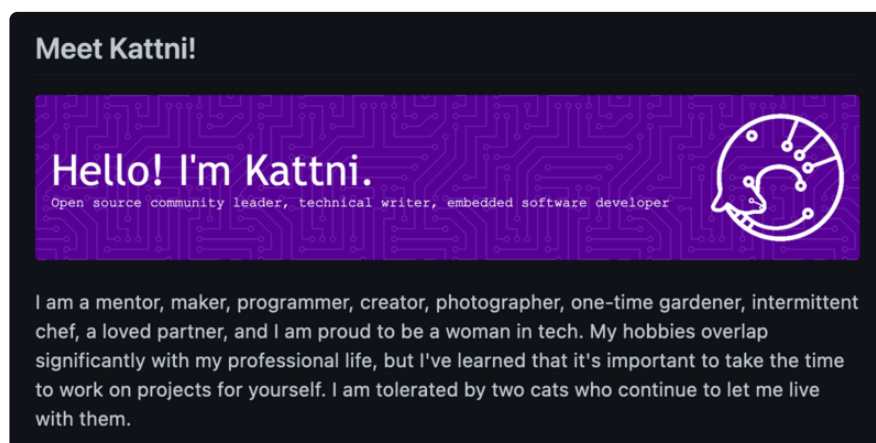 Meet Kattni!
Hello! I'm Kattni.
Open source community leader, technical writer, embedded software developer
I am a mentor, maker, programmer, creator, photographer, one-time gardener, intermittent
chef, a loved partner, and I am proud to be a woman in tech. My hobbies overlap
significantly with my professional life, but I've learned that it's important to take the time
to work on projects for yourself. I am tolerated by two cats who continue to let me live
with them.